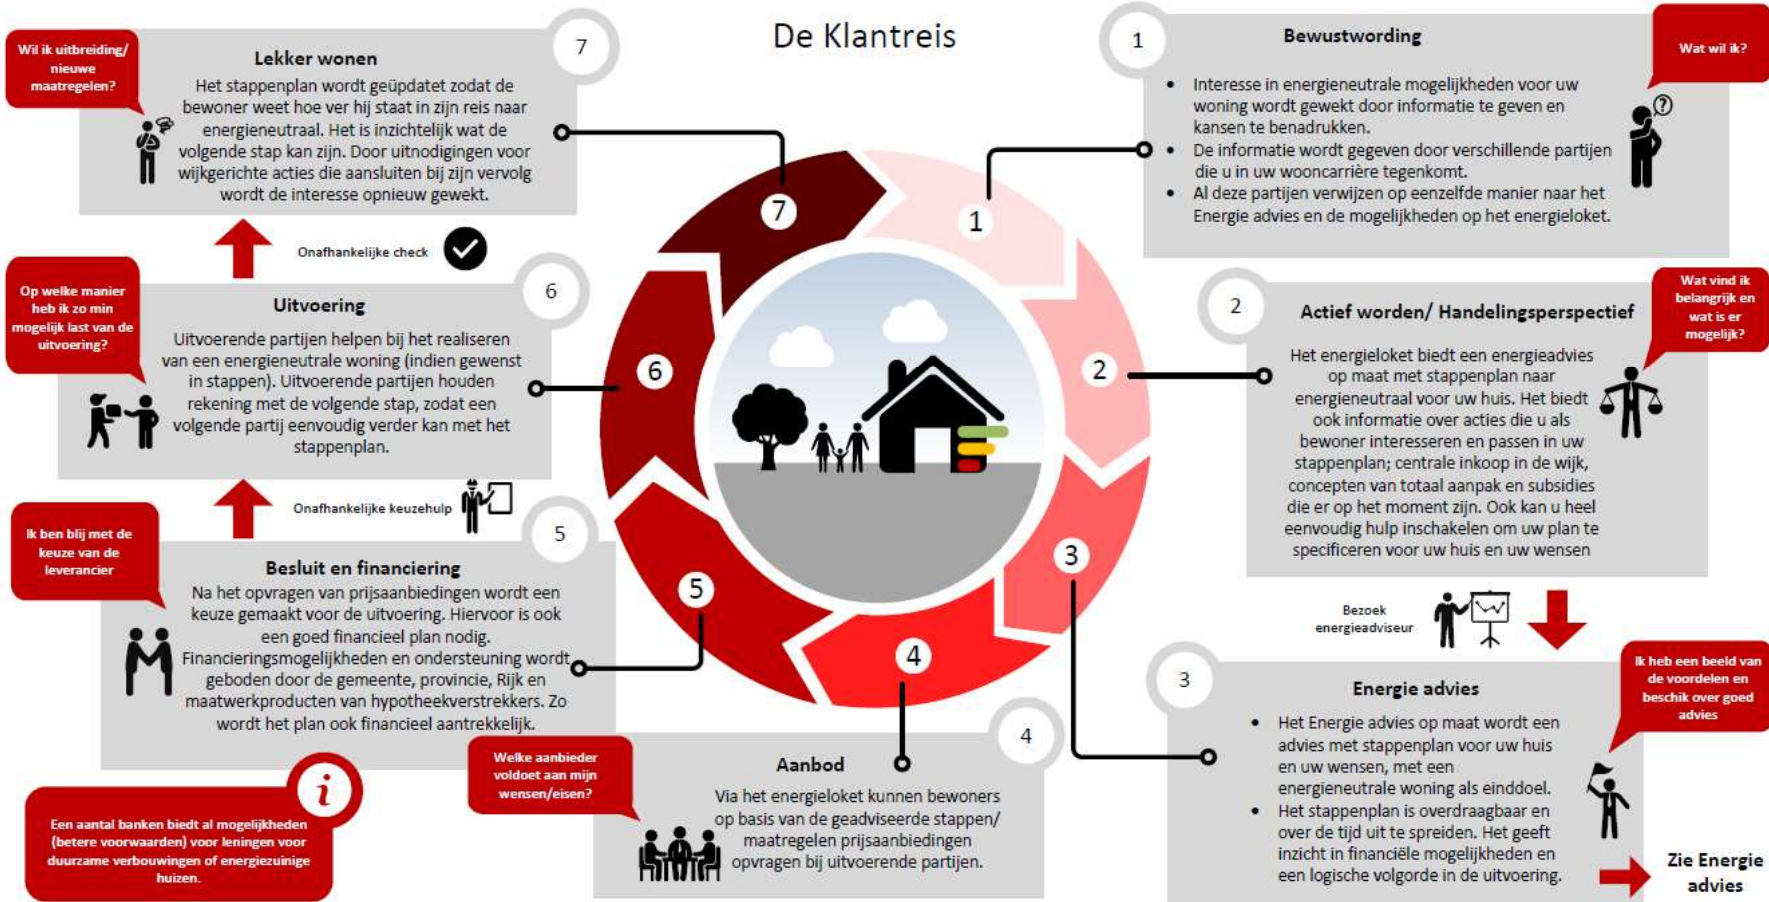 De Klantreis
1
Bewustwording
Wat wil ik?
• Interesse in energieneutrale mogelijkheden voor uw
woning wordt gewekt door informatie te geven en
kansen te benadrukken.
• De informatie wordt gegeven door verschillende partijen
die u in uw wooncarrière tegenkomt.
• Al deze partijen verwijzen op eenzelfde manier naar het
Energie advies en de mogelijkheden op het energieloket.
2
Actief worden/ Handelingsperspectief
Wat vind ik
belangrijk en
wat is er
mogelijk?
Het energieloket biedt een energieadvies
op maat met stappenplan naar
energieneutraal voor uw huis. Het biedt
ook informatie over acties die u als
bewoner interesseren en passen in uw
stappenplan; centrale inkoop in de wijk,
concepten van totaal aanpak en subsidies
die er op het moment zijn. Ook kan u heel
eenvoudig hulp inschakelen om uw plan te
specificeren voor uw huis en uw wensen
Bezoek
energieadviseur
3
Energie advies
Ik heb een beeld van
de voordelen en
beschik over goed
advies
• Het Energie advies op maat wordt een
advies met stappenplan voor uw huis
en uw wensen, met een
energieneutrale woning als einddoel.
• Het stappenplan is overdraagbaar en
over de tijd uit te spreiden. Het geeft
inzicht in financiële mogelijkheden en
een logische volgorde in de uitvoering.
Zie Energie
advies
4
Aanbod
Welke aanbieder
voldoet aan mijn
wensen/eisen?
Via het energieloket kunnen bewoners
op basis van de geadviseerde stappen/
maatregelen prijsaanbiedingen
opvragen bij uitvoerende partijen.
5
Besluit en financiering
Ik ben blij met de
keuze van de
leverancier
Na het opvragen van prijsaanbiedingen wordt een
keuze gemaakt voor de uitvoering. Hiervoor is ook
een goed financieel plan nodig.
Financieringsmogelijkheden en ondersteuning wordt
geboden door de gemeente, provincie, Rijk en
maatwerkproducten van hypotheekverstrekkers. Zo
wordt het plan ook financieel aantrekkelijk.
i
Een aantal banken biedt al mogelijkheden
(betere voorwaarden) voor leningen voor
duurzame verbouwingen of energiezuinige
huizen.
Onafhankelijke keuzehulp
6
Uitvoering
Op welke manier
heb ik zo min
mogelijk last van de
uitvoering?
Uitvoerende partijen helpen bij het realiseren
van een energieneutrale woning (indien gewenst
in stappen). Uitvoerende partijen houden
rekening met de volgende stap, zodat een
volgende partij eenvoudig verder kan met het
stappenplan.
Onafhankelijke check
7
Lekker wonen
Wil ik uitbreiding/
nieuwe
maatregelen?
Het stappenplan wordt geüpdatet zodat de
bewoner weet hoe ver hij staat in zijn reis naar
energieneutraal. Het is inzichtelijk wat de
volgende stap kan zijn. Door uitnodigingen voor
wijkgerichte acties die aansluiten bij zijn vervolg
wordt de interesse opnieuw gewekt.
1
2
3
4
5
6
7
?